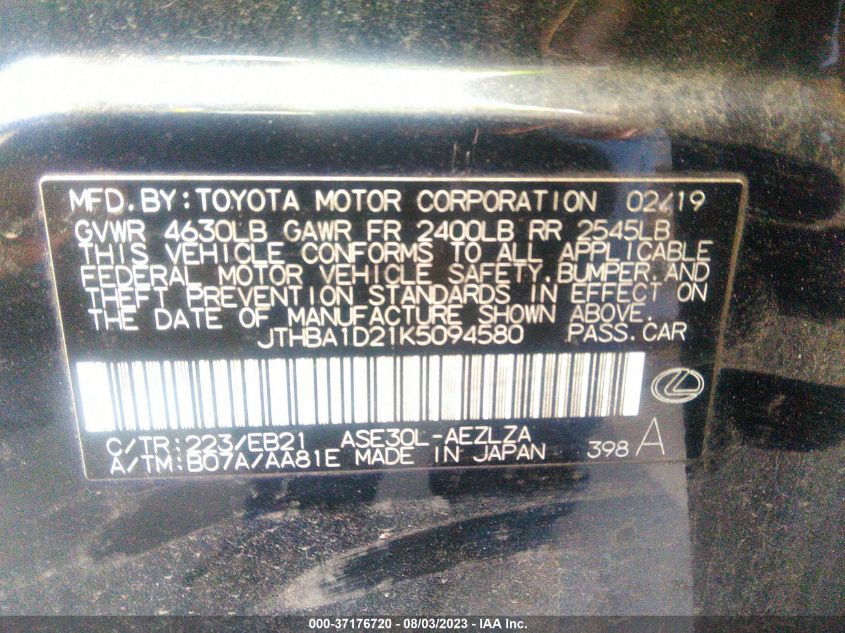 MFD.BY:TOYOTA MOTOR CORPORATION 02/19
GVWR 4630LB GAWR FR 2400LB RR 2545LB
THIS VEHICLE CONFORMS TO ALL APPLICABLE
FEDERAL MOTOR VEHICLE SAFETY,BUMPER,AND
THEFT PREVENTION STANDARDS IN EFFECT ON
THE DATE OF MANUFACTURE SHOWN ABOVE.
JTHBA1D21K5094580 PASS.CAR
C/TR:223/EB21 ASE30L-AEZLZA
A/TM:B07A/AA81E MADE IN JAPAN 398 A
000-37176720 - 08/03/2023 - IAA Inc.